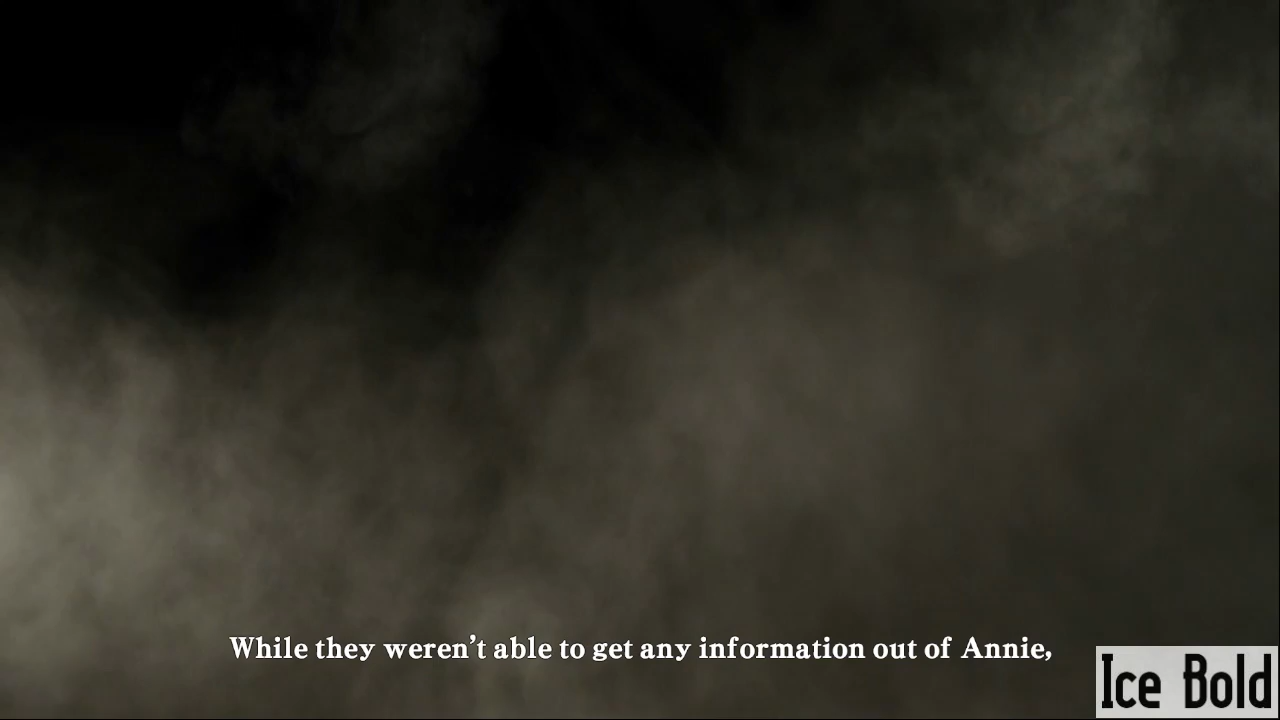 While they weren't able to get any information out of Annie,
Ice Bold